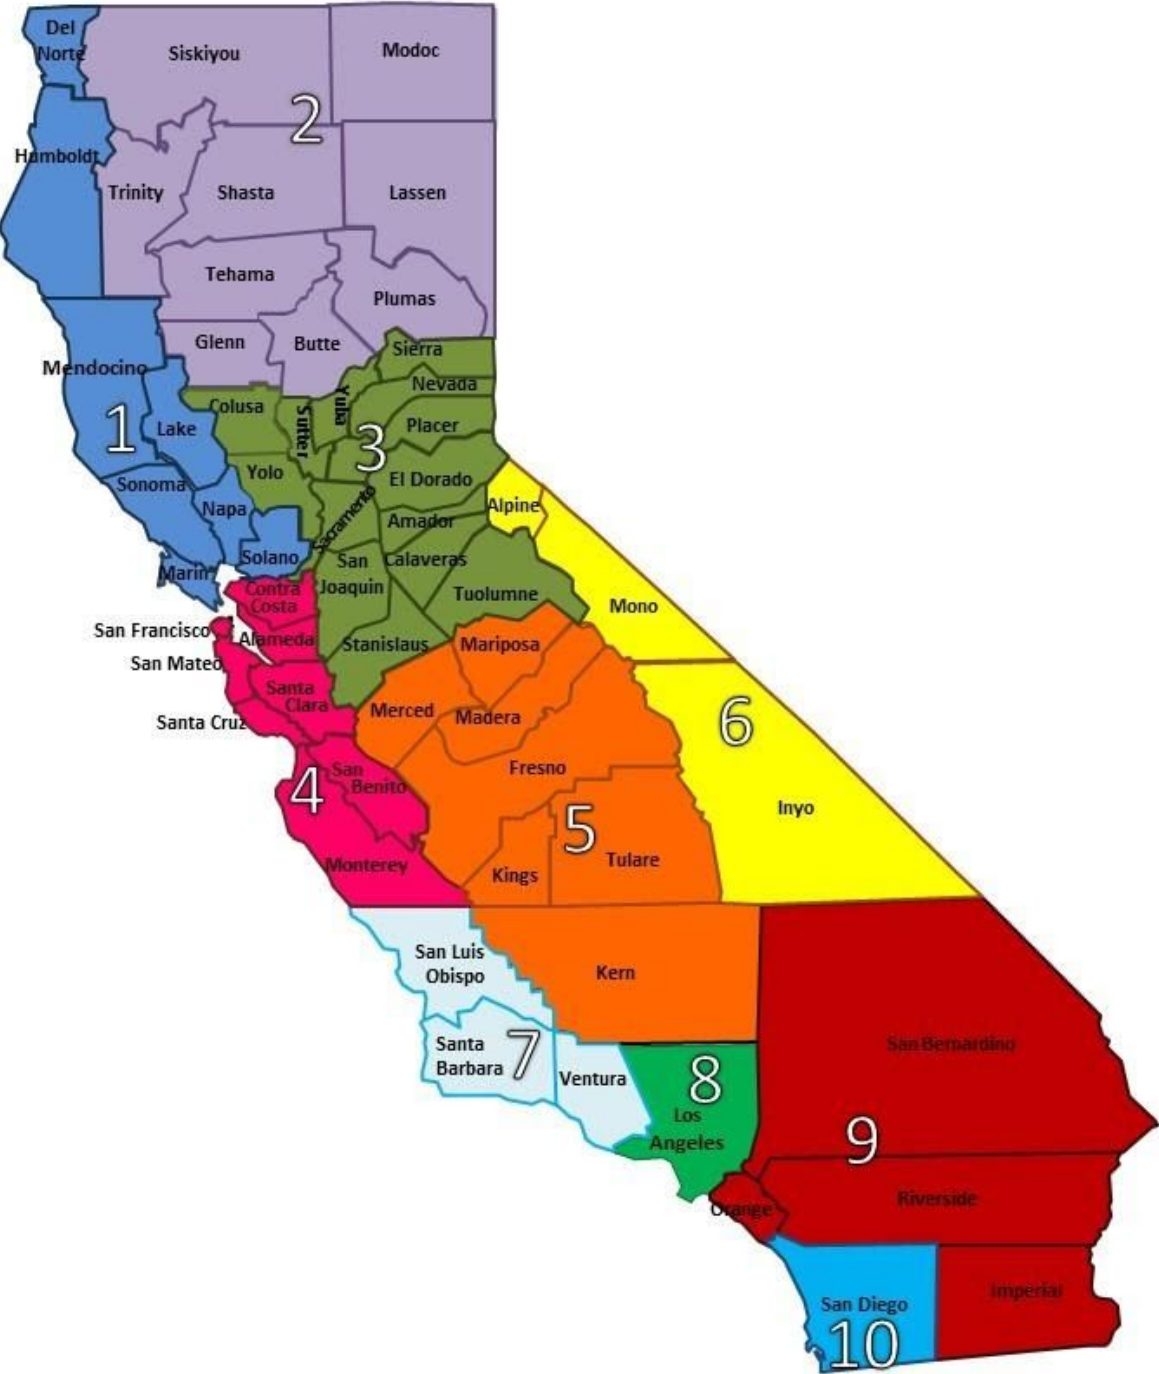 Del
Norte
Siskiyou
Modoc
2
Humboldt
Trinity
Shasta
Lassen
Tehama
Plumas
Glenn
Butte
Sierra
Mendocino
Nevada
Colusa
Sutter
Yuba
Placer
1
Lake
3
Yolo
El Dorado
Sonoma
Napa
Sacramento
Alpine
Amador
Solano
San
Joaquin
Calaveras
Marin
Contra
Costa
Tuolumne
Mono
San Francisco
Alameda
Stanislaus
Mariposa
San Mateo
Santa
Clara
Merced
Madera
Santa Cruz
6
San
Benito
Fresno
4
5
Inyo
Monterey
Kings
Tulare
San Luis
Obispo
Kern
Santa
Barbara
7
Ventura
8
Los
Angeles
San Bernardino
9
Orange
Riverside
San Diego
10
Imperial